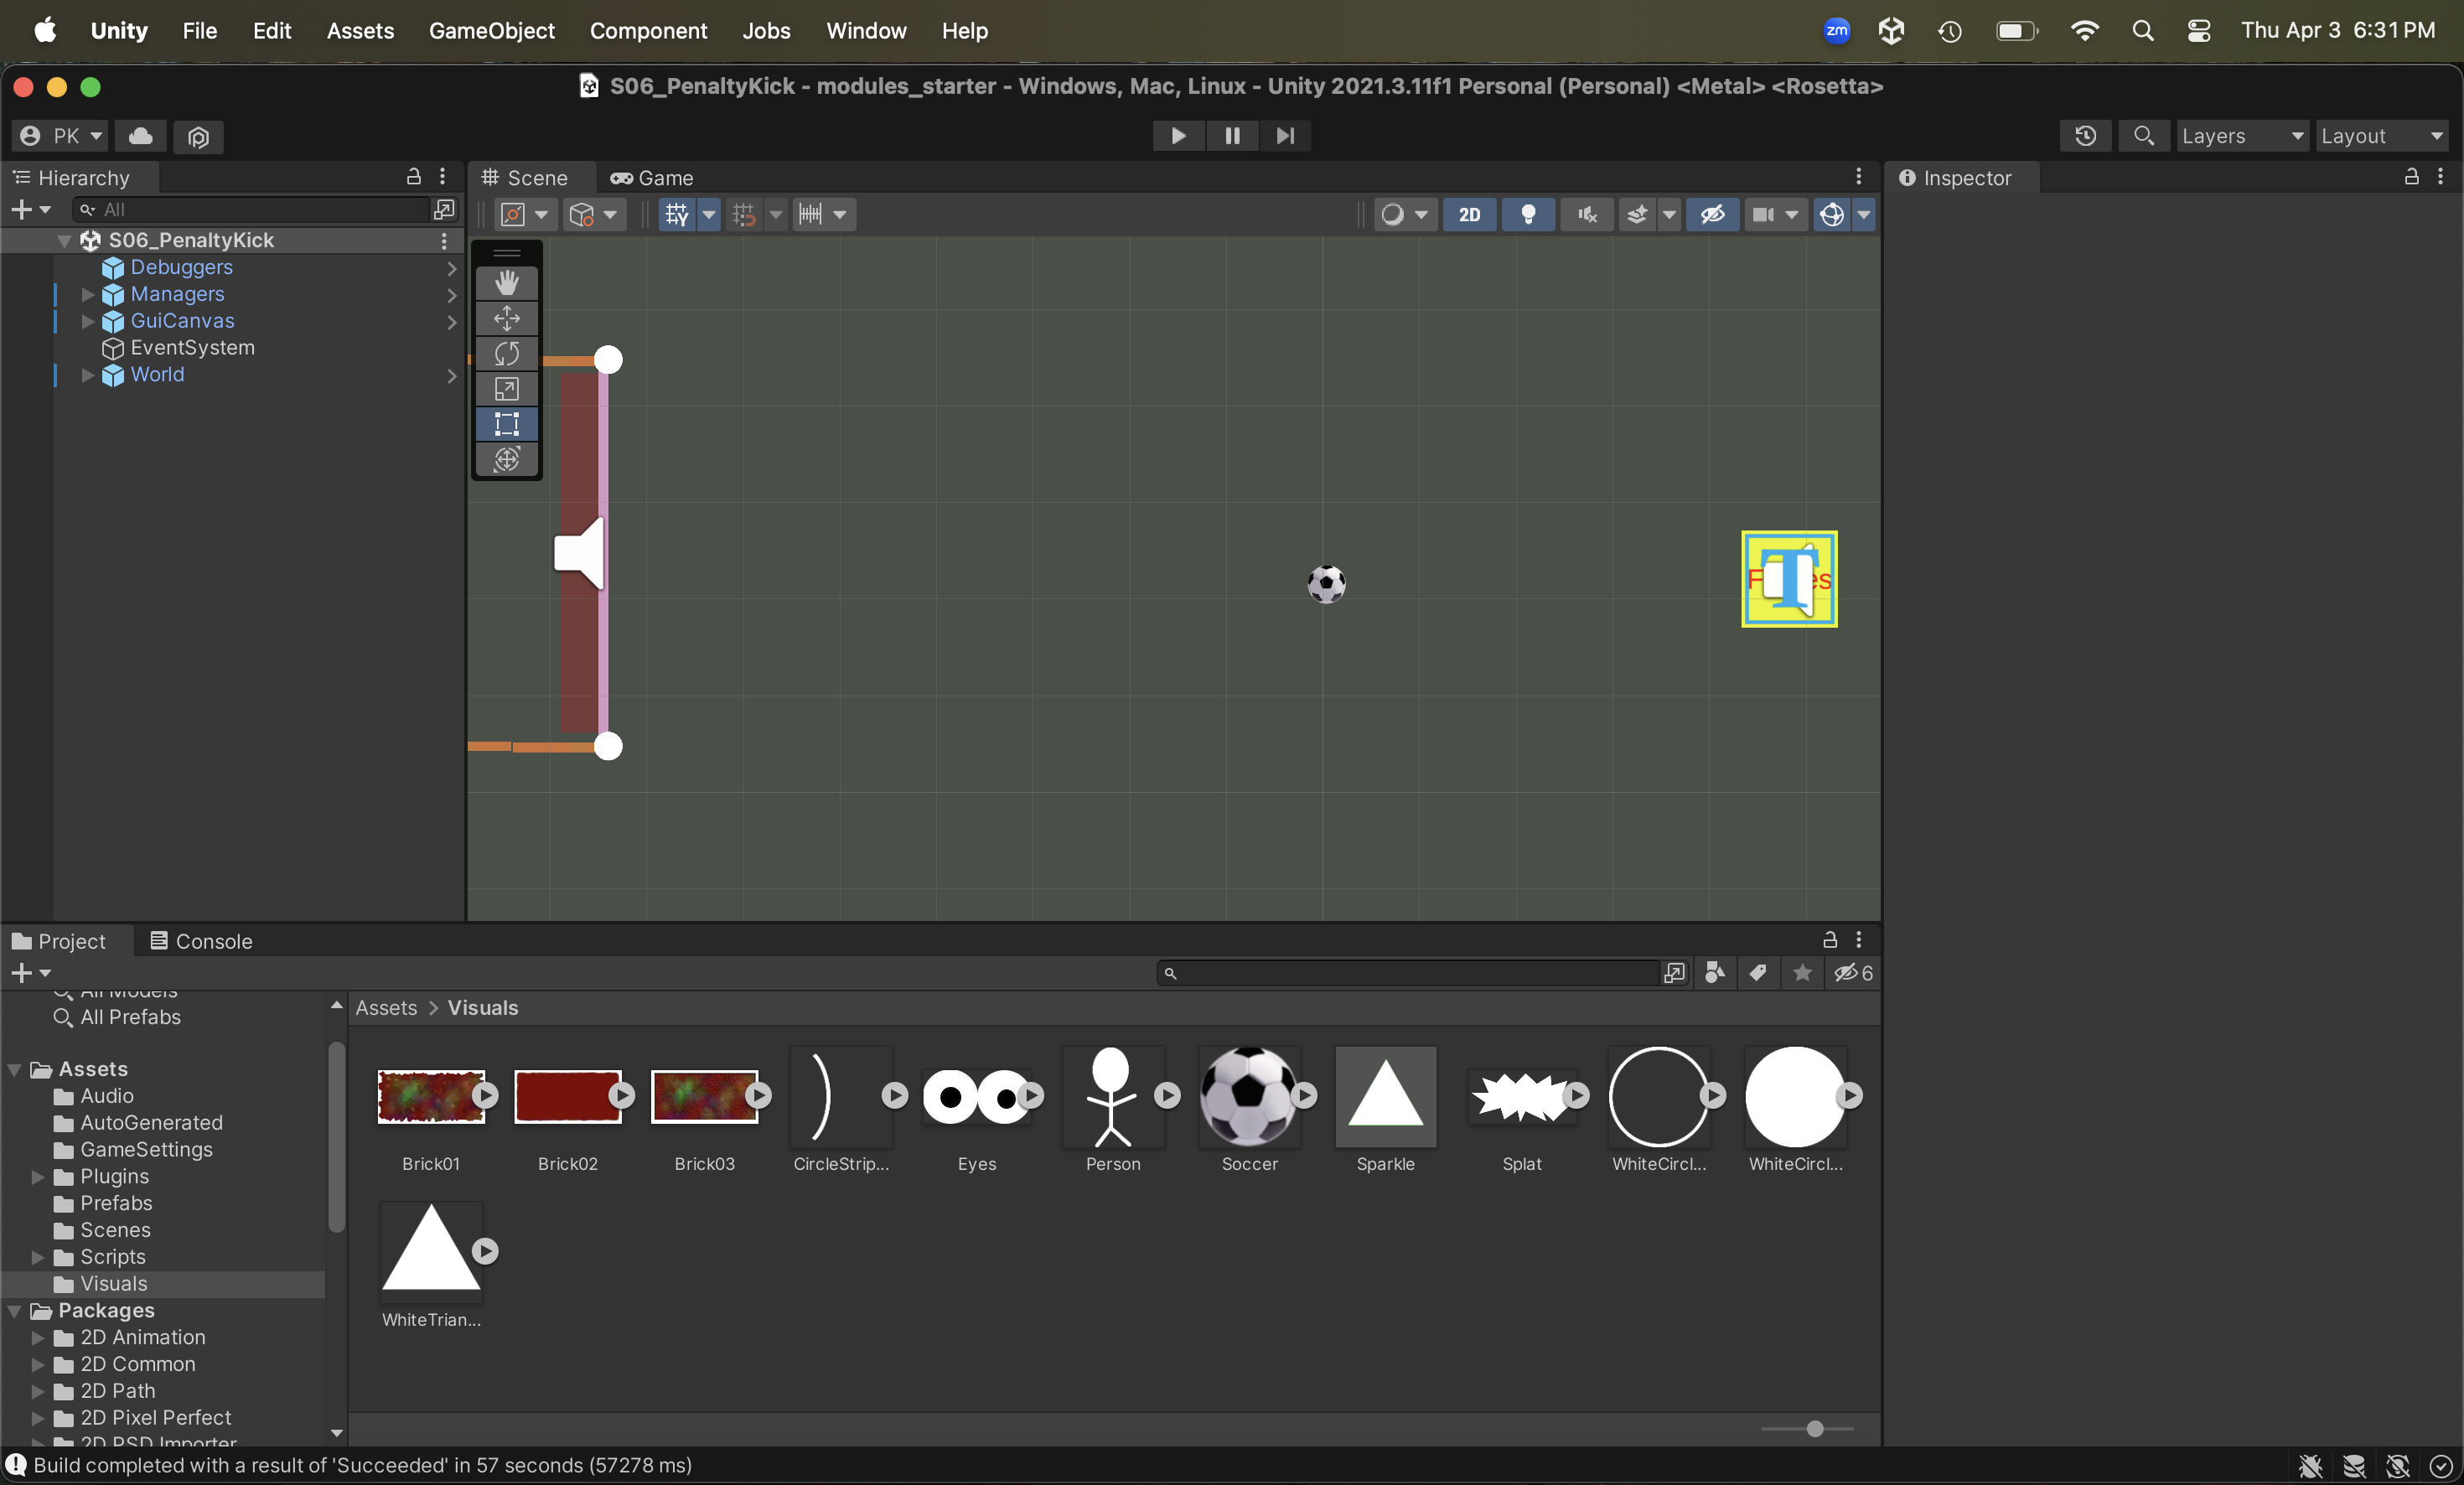 Unity File Edit Assets GameObject Component Jobs Window Help zm Thu Apr 3 6:31 PM
S06_PenaltyKick - modules_starter - Windows, Mac, Linux - Unity 2021.3.11f1 Personal (Personal) <Metal> <Rosetta>
PK Layers Layout
Hierarchy Scene Game Inspector
All 2D
S06_PenaltyKick
Debuggers
Managers
GuiCanvas
EventSystem
World
Project Console
6
All Models
All Prefabs
Assets > Visuals
Assets
Audio
AutoGenerated
GameSettings
Plugins
Prefabs
Scenes
Scripts
Visuals
Packages
2D Animation
2D Common
2D Path
2D Pixel Perfect
2D PSD Importer
Brick01 Brick02 Brick03 CircleStrip... Eyes Person Soccer Sparkle Splat WhiteCircl... WhiteCircl...
WhiteTrian...
Build completed with a result of 'Succeeded' in 57 seconds (57278 ms)